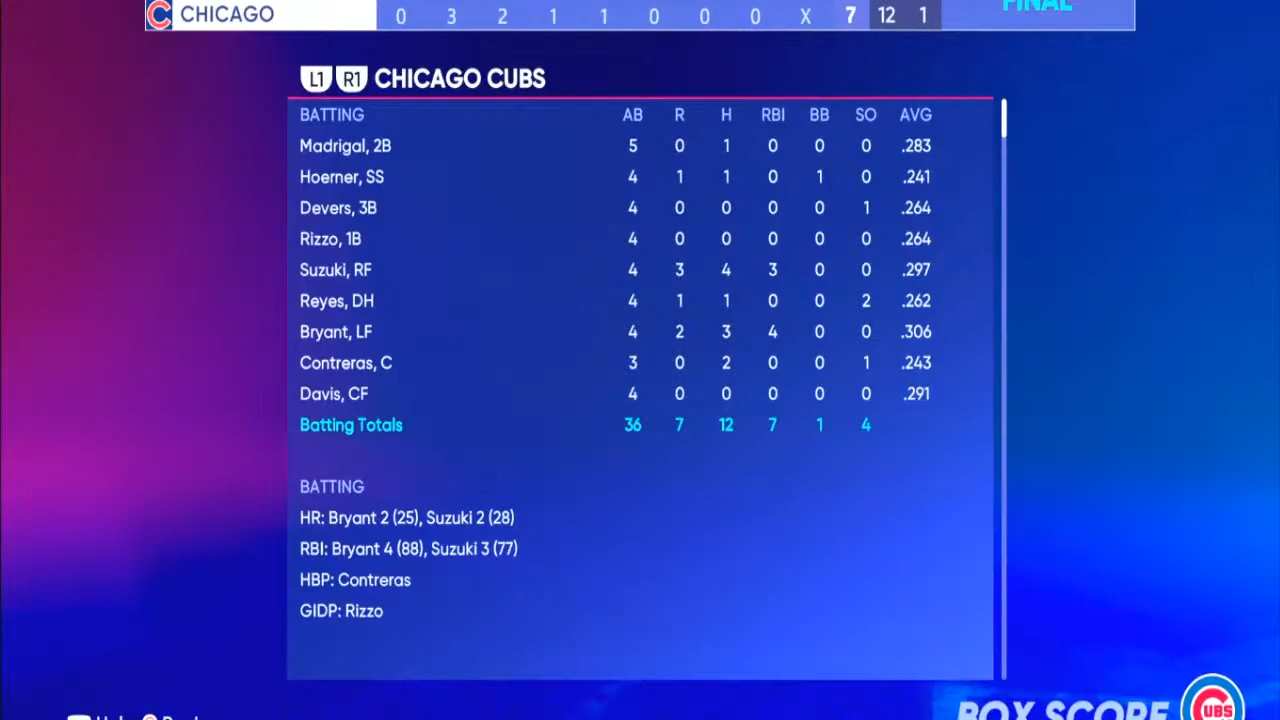 C CHICAGO 0 3 2 1 1 0 0 0 X 7 12 1 FINAL
L1 R1 CHICAGO CUBS
BATTING AB R H RBI BB SO AVG
Madrigal, 2B 5 0 1 0 0 0 .283
Hoerner, SS 4 1 1 0 1 0 .241
Devers, 3B 4 0 0 0 0 1 .264
Rizzo, 1B 4 0 0 0 0 0 .264
Suzuki, RF 4 3 4 3 0 0 .297
Reyes, DH 4 1 1 0 0 2 .262
Bryant, LF 4 2 3 4 0 0 .306
Contreras, C 3 0 2 0 0 1 .243
Davis, CF 4 0 0 0 0 0 .291
Batting Totals 36 7 12 7 1 4
BATTING
HR: Bryant 2 (25), Suzuki 2 (28)
RBI: Bryant 4 (88), Suzuki 3 (77)
HBP: Contreras
GIDP: Rizzo
BOX SCORE CUBS